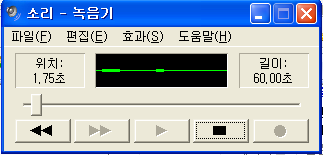 소리 - 녹음기
파일(F) 편집(E) 효과(S) 도움말(H)
위치:
1,75초
길이:
60,00초